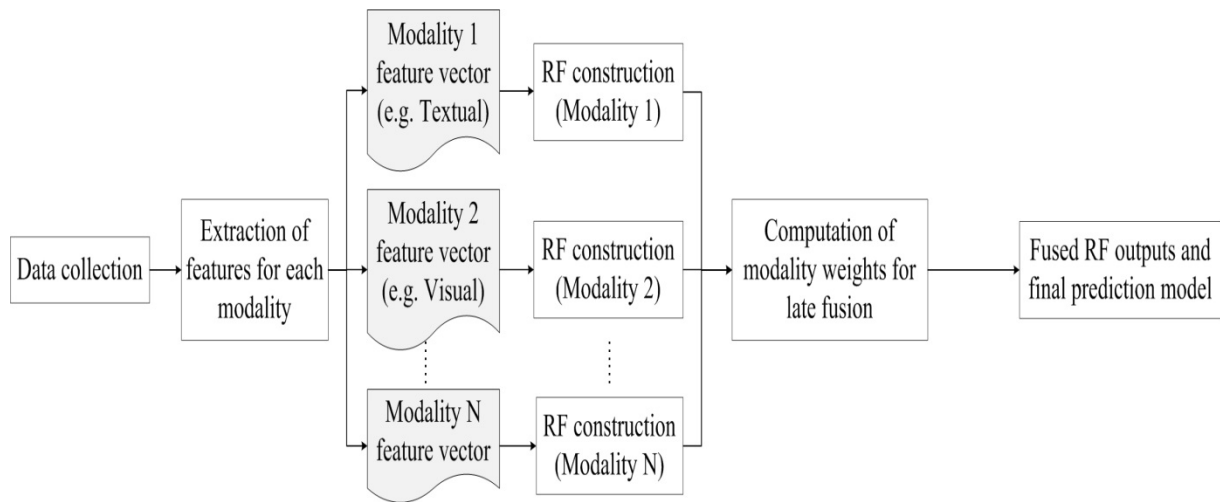 Data collection
Extraction of
features for each
modality
Modality 1
feature vector
(e.g. Textual)
RF construction
(Modality 1)
Modality 2
feature vector
(e.g. Visual)
RF construction
(Modality 2)
Modality N
feature vector
RF construction
(Modality N)
Computation of
modality weights for
late fusion
Fused RF outputs and
final prediction model